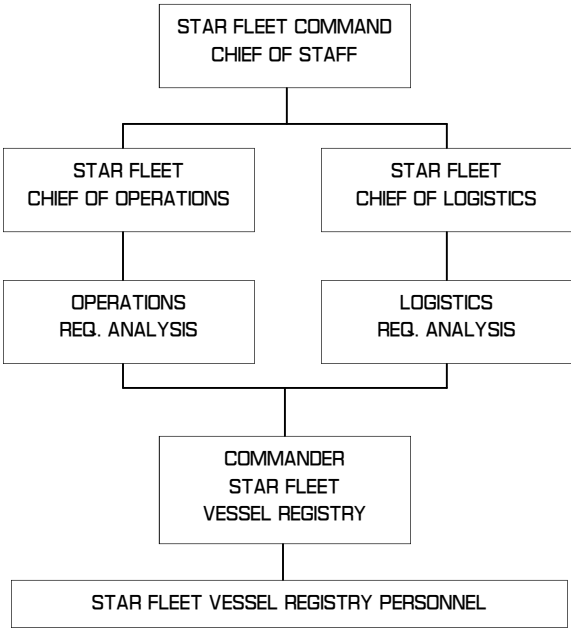 STAR FLEET COMMAND
CHIEF OF STAFF
STAR FLEET
CHIEF OF OPERATIONS
STAR FLEET
CHIEF OF LOGISTICS
OPERATIONS
REQ. ANALYSIS
LOGISTICS
REQ. ANALYSIS
COMMANDER
STAR FLEET
VESSEL REGISTRY
STAR FLEET VESSEL REGISTRY PERSONNEL